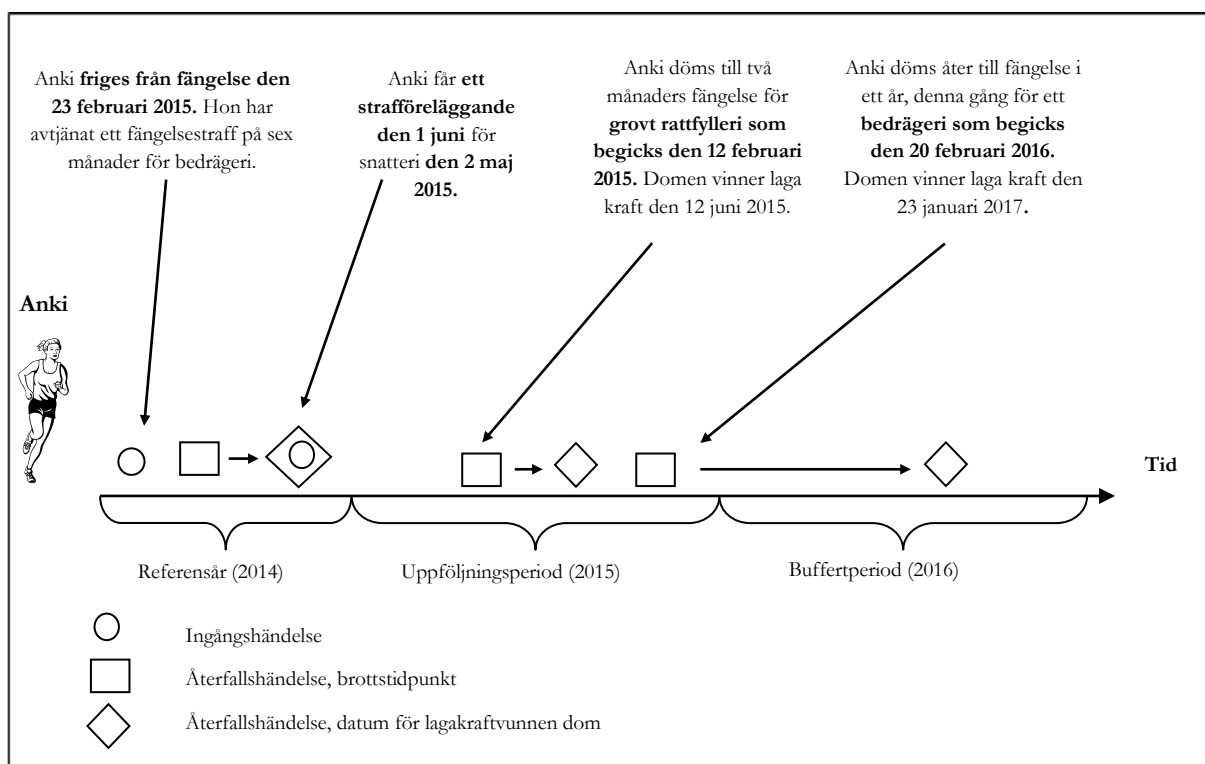 Anki friges från fängelse den
23 februari 2015. Hon har
avtjänat ett fängelsestraff på sex
månader för bedrägeri.
Anki får ett
strafföreläggande
den 1 juni för
snatteri den 2 maj
2015.
Anki döms till två
månaders fängelse för
grovt rattfylleri som
begicks den 12 februari
2015. Domen vinner laga
kraft den 12 juni 2015.
Anki döms åter till fängelse i
ett år, denna gång för ett
bedrägeri som begicks
den 20 februari 2016.
Domen vinner laga kraft den
23 januari 2017.
Anki
Tid
Referensår (2014)
Uppföljningsperiod (2015)
Buffertperiod (2016)
Ingångshändelse
Återfallshändelse, brottstidpunkt
Återfallshändelse, datum för lagakraftvunnen dom